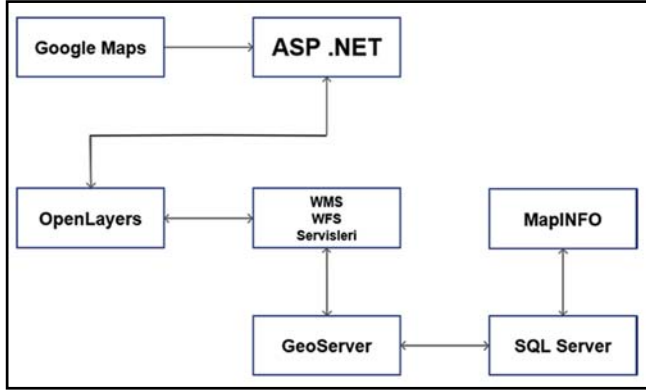 Google Maps
ASP .NET
OpenLayers
WMS
WFS
Servisleri
MapINFO
GeoServer
SQL Server